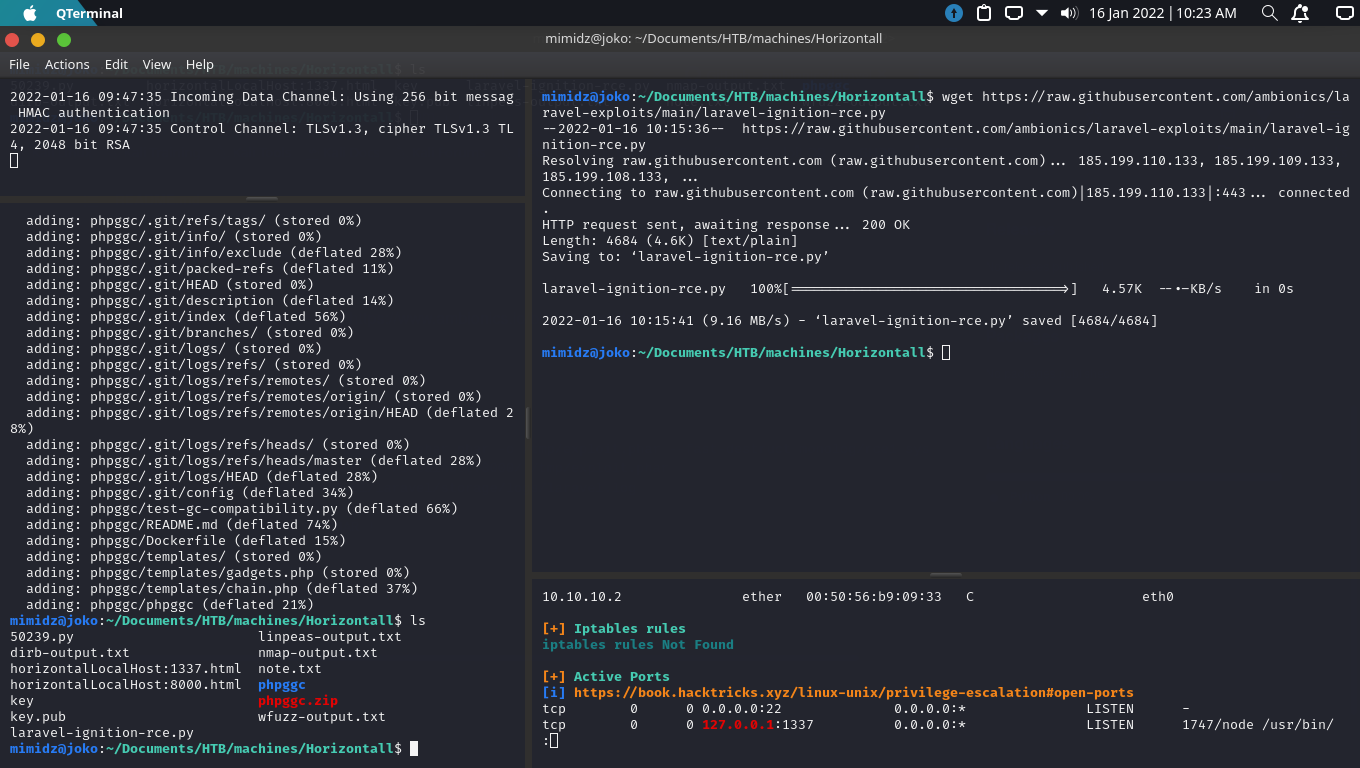 QTerminal
16 Jan 2022 | 10:23 AM
mimidz@joko: ~/Documents/HTB/machines/Horizontall
File Actions Edit View Help
2022-01-16 09:47:35 Incoming Data Channel: Using 256 bit messag
HMAC authentication
2022-01-16 09:47:35 Control Channel: TLSv1.3, cipher TLSv1.3 TL
4, 2048 bit RSA
adding: phpggc/.git/refs/tags/ (stored 0%)
adding: phpggc/.git/info/ (stored 0%)
adding: phpggc/.git/info/exclude (deflated 28%)
adding: phpggc/.git/packed-refs (deflated 11%)
adding: phpggc/.git/HEAD (stored 0%)
adding: phpggc/.git/description (deflated 14%)
adding: phpggc/.git/index (deflated 56%)
adding: phpggc/.git/branches/ (stored 0%)
adding: phpggc/.git/logs/ (stored 0%)
adding: phpggc/.git/logs/refs/ (stored 0%)
adding: phpggc/.git/logs/refs/remotes/ (stored 0%)
adding: phpggc/.git/logs/refs/remotes/origin/ (stored 0%)
adding: phpggc/.git/logs/refs/remotes/origin/HEAD (deflated 2
8%)
adding: phpggc/.git/logs/refs/heads/ (stored 0%)
adding: phpggc/.git/logs/refs/heads/master (deflated 28%)
adding: phpggc/.git/logs/HEAD (deflated 28%)
adding: phpggc/.git/config (deflated 34%)
adding: phpggc/test-gc-compatibility.py (deflated 66%)
adding: phpggc/README.md (deflated 74%)
adding: phpggc/Dockerfile (deflated 15%)
adding: phpggc/templates/ (stored 0%)
adding: phpggc/templates/gadgets.php (stored 0%)
adding: phpggc/templates/chain.php (deflated 37%)
adding: phpggc/phpggc (deflated 21%)
mimidz@joko:~/Documents/HTB/machines/Horizontall$ ls
50239.py linpeas-output.txt
dirb-output.txt nmap-output.txt
horizontalLocalHost:1337.html note.txt
horizontalLocalHost:8000.html phpggc
key phpggc.zip
key.pub wfuzz-output.txt
laravel-ignition-rce.py
mimidz@joko:~/Documents/HTB/machines/Horizontall$
mimidz@joko:~/Documents/HTB/machines/Horizontall$ wget https://raw.githubusercontent.com/ambionics/la
ravel-exploits/main/laravel-ignition-rce.py
--2022-01-16 10:15:36-- https://raw.githubusercontent.com/ambionics/laravel-exploits/main/laravel-ig
nition-rce.py
Resolving raw.githubusercontent.com (raw.githubusercontent.com)... 185.199.110.133, 185.199.109.133,
185.199.108.133, ...
Connecting to raw.githubusercontent.com (raw.githubusercontent.com)|185.199.110.133|:443... connected
.
HTTP request sent, awaiting response... 200 OK
Length: 4684 (4.6K) [text/plain]
Saving to: ‘laravel-ignition-rce.py’
laravel-ignition-rce.py 100%[==================================>] 4.57K --.-KB/s in 0s
2022-01-16 10:15:41 (9.16 MB/s) - ‘laravel-ignition-rce.py’ saved [4684/4684]
mimidz@joko:~/Documents/HTB/machines/Horizontall$
10.10.10.2 ether 00:50:56:b9:09:33 C eth0
[+] Iptables rules
iptables rules Not Found
[+] Active Ports
[i] https://book.hacktricks.xyz/linux-unix/privilege-escalation#open-ports
tcp 0 0 0.0.0.0:22 0.0.0.0:* LISTEN -
tcp 0 0 127.0.0.1:1337 0.0.0.0:* LISTEN 1747/node /usr/bin/
: